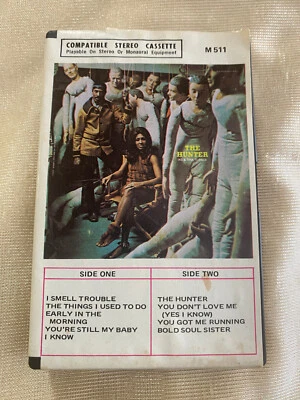 COMPATIBLE STEREO CASSETTE
Playable On Stereo Or Monaural Equipment
M 511
THE
HUNTER
SIDE ONE
I SMELL TROUBLE
THE THINGS I USED TO DO
EARLY IN THE
MORNING
YOU'RE STILL MY BABY
I KNOW
SIDE TWO
THE HUNTER
YOU DON'T LOVE ME
(YES I KNOW)
YOU GOT ME RUNNING
BOLD SOUL SISTER